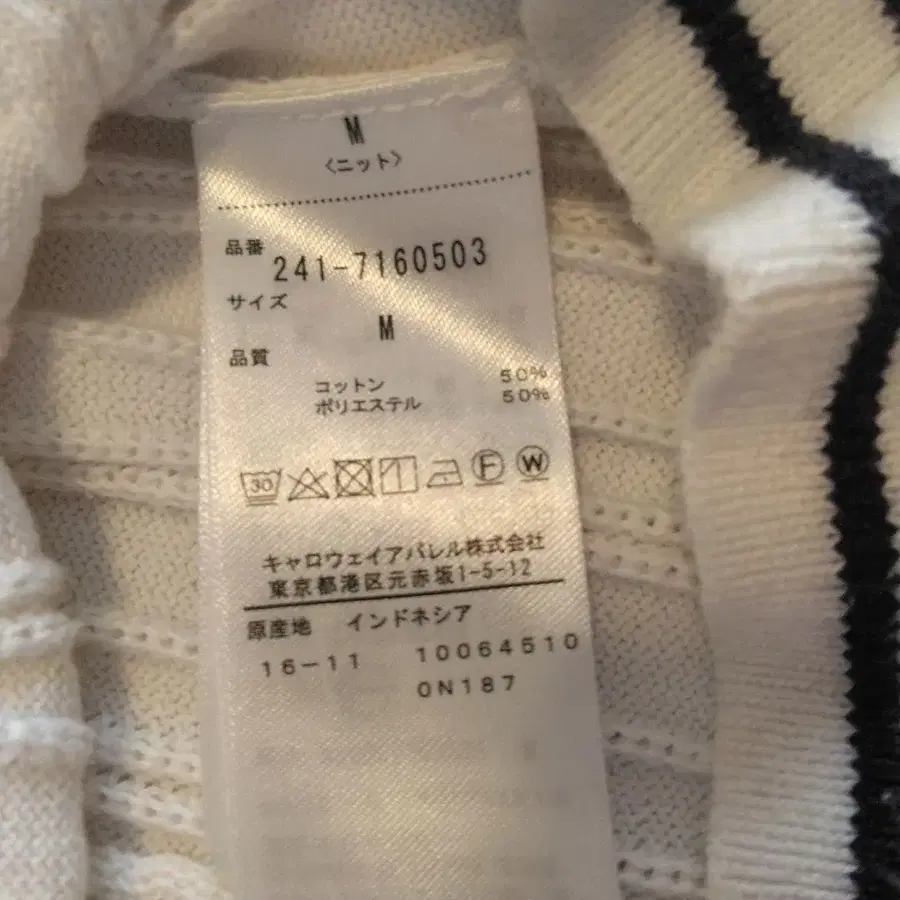 M
〈ニット〉
品番
241-7160503
サイズ
M
品質
コットン 50%
ポリエステル 50%
30 F W
キャロウェイアパレル株式会社
東京都港区元赤坂1-5-12
原産地 インドネシア
16-11 10064510
0N187